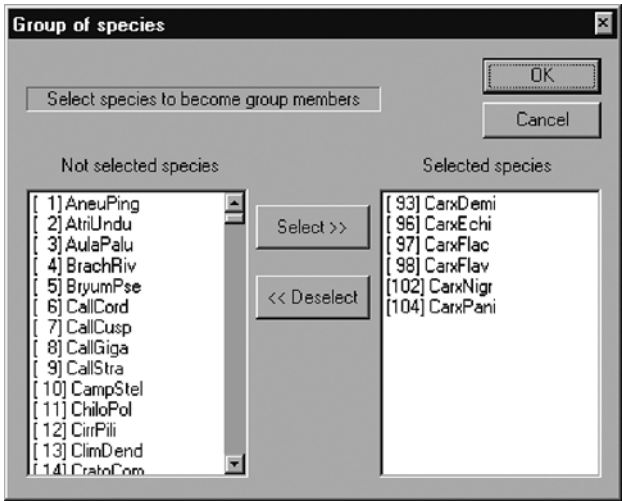 Group of species
OK
Select species to become group members
Cancel
Not selected species
Selected species
[ 1] AneuPing
[ 2] AtriUndu
[ 3] AulaPalu
[ 4] BrachRiv
[ 5] BryumPse
[ 6] CallCord
[ 7] CallCusp
[ 8] CallGiga
[ 9] CallStra
[ 10] CampStel
[ 11] ChiloPol
[ 12] CirrPili
[ 13] ClimDend
[ 14] CratoCom
Select >>
<< Deselect
[ 93] CarxDemi
[ 96] CarxEchi
[ 97] CarxFlac
[ 98] CarxFlav
[102] CarxNigr
[104] CarxPani